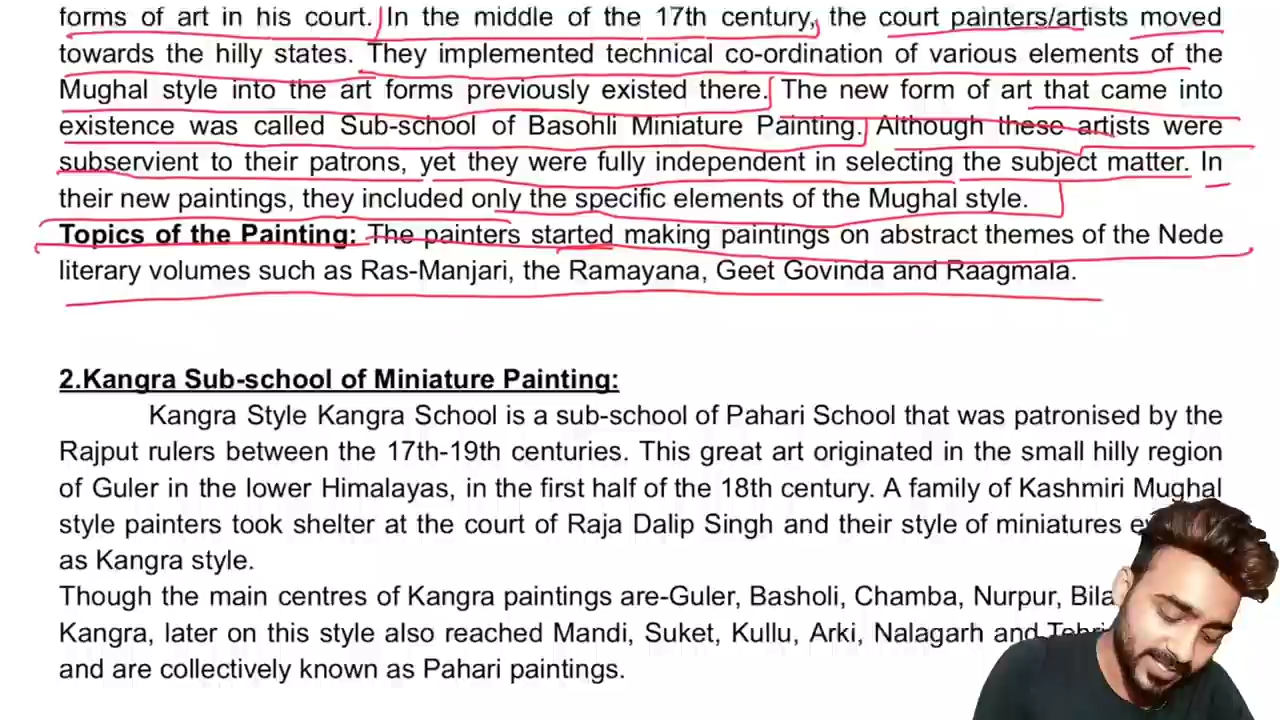 forms of art in his court. In the middle of the 17th century, the court painters/artists moved
towards the hilly states. They implemented technical co-ordination of various elements of the
Mughal style into the art forms previously existed there. The new form of art that came into
existence was called Sub-school of Basohli Miniature Painting. Although these artists were
subservient to their patrons, yet they were fully independent in selecting the subject matter. In
their new paintings, they included only the specific elements of the Mughal style.
Topics of the Painting: The painters started making paintings on abstract themes of the Nede
literary volumes such as Ras-Manjari, the Ramayana, Geet Govinda and Raagmala.
2.Kangra Sub-school of Miniature Painting:
Kangra Style Kangra School is a sub-school of Pahari School that was patronised by the
Rajput rulers between the 17th-19th centuries. This great art originated in the small hilly region
of Guler in the lower Himalayas, in the first half of the 18th century. A family of Kashmiri Mughal
style painters took shelter at the court of Raja Dalip Singh and their style of miniatures
as Kangra style.
Though the main centres of Kangra paintings are-Guler, Basholi, Chamba, Nurpur,
Kangra, later on this style also reached Mandi, Suket, Kullu, Arki, Nalagarh and
and are collectively known as Pahari paintings.